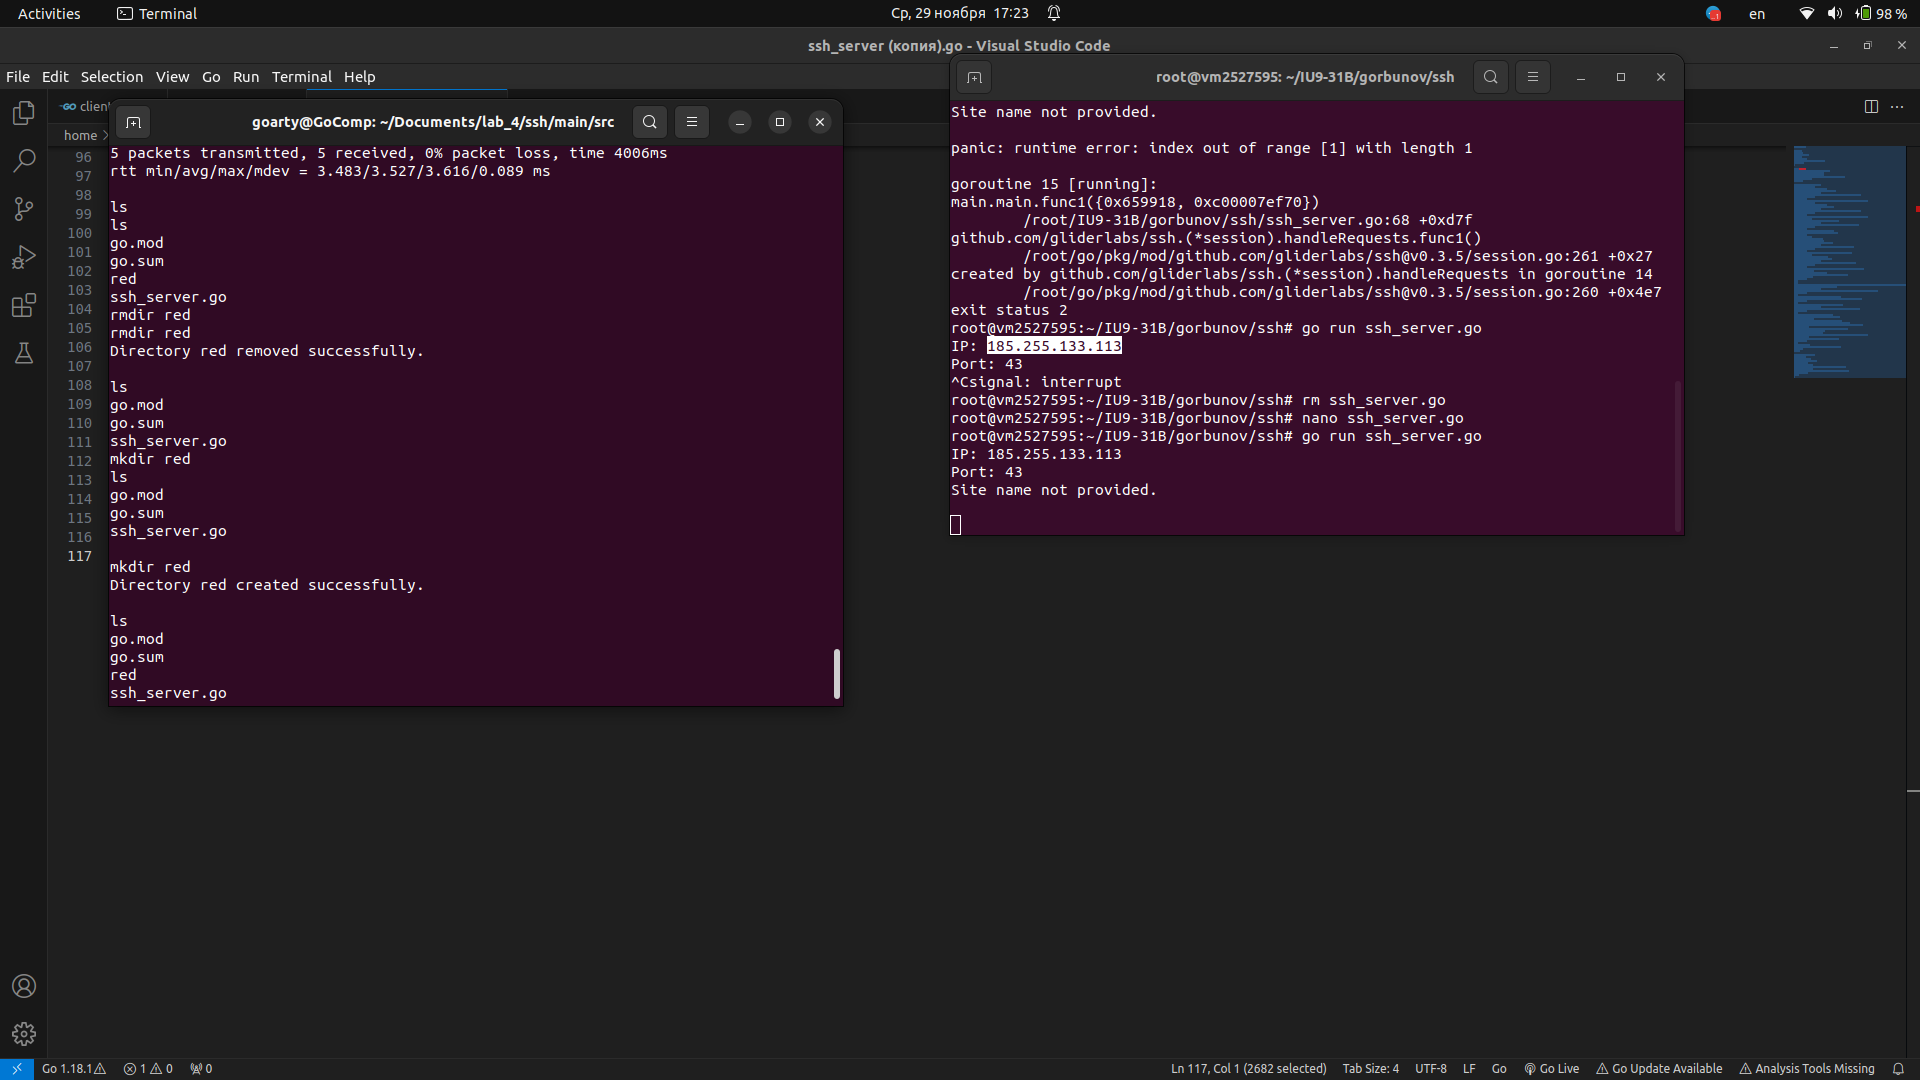 Activities
Terminal
Ср, 29 ноября 17:23
en
98 %
ssh_server (копия).go - Visual Studio Code
File Edit Selection View Go Run Terminal Help
home
96
97
98
99
100
101
102
103
104
105
106
107
108
109
110
111
112
113
114
115
116
117
goarty@GoComp: ~/Documents/lab_4/ssh/main/src
5 packets transmitted, 5 received, 0% packet loss, time 4006ms
rtt min/avg/max/mdev = 3.483/3.527/3.616/0.089 ms
ls
ls
go.mod
go.sum
red
ssh_server.go
rmdir red
rmdir red
Directory red removed successfully.
ls
go.mod
go.sum
ssh_server.go
mkdir red
ls
go.mod
go.sum
ssh_server.go
mkdir red
Directory red created successfully.
ls
go.mod
go.sum
red
ssh_server.go
root@vm2527595: ~/IU9-31B/gorbunov/ssh
Site name not provided.
panic: runtime error: index out of range [1] with length 1
goroutine 15 [running]:
main.main.func1({0x659918, 0xc00007ef70})
/root/IU9-31B/gorbunov/ssh/ssh_server.go:68 +0xd7f
github.com/gliderlabs/ssh.(*session).handleRequests.func1()
/root/go/pkg/mod/github.com/gliderlabs/ssh@v0.3.5/session.go:261 +0x27
created by github.com/gliderlabs/ssh.(*session).handleRequests in goroutine 14
/root/go/pkg/mod/github.com/gliderlabs/ssh@v0.3.5/session.go:260 +0x4e7
exit status 2
root@vm2527595:~/IU9-31B/gorbunov/ssh# go run ssh_server.go
IP: 185.255.133.113
Port: 43
^Csignal: interrupt
root@vm2527595:~/IU9-31B/gorbunov/ssh# rm ssh_server.go
root@vm2527595:~/IU9-31B/gorbunov/ssh# nano ssh_server.go
root@vm2527595:~/IU9-31B/gorbunov/ssh# go run ssh_server.go
IP: 185.255.133.113
Port: 43
Site name not provided.
Go 1.18.1 1 0 0
Ln 117, Col 1 (2682 selected) Tab Size: 4 UTF-8 LF Go Go Live Go Update Available Analysis Tools Missing